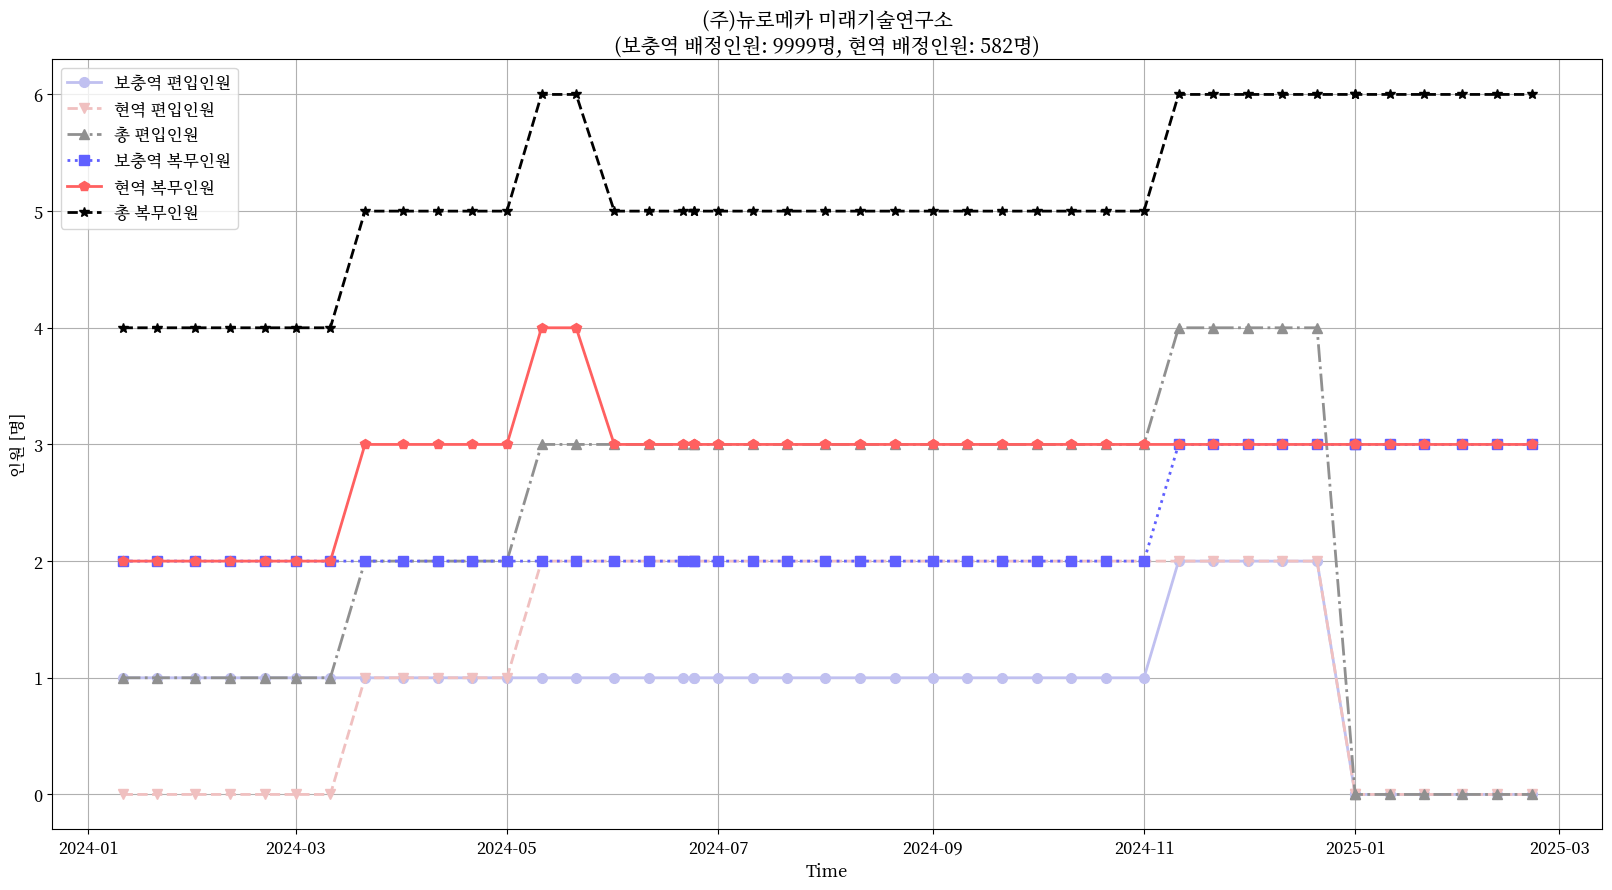 (주)뉴로메카 미래기술연구소
(보충역 배정인원: 9999명, 현역 배정인원: 582명)
보충역 편입인원
현역 편입인원
총 편입인원
보충역 복무인원
현역 복무인원
총 복무인원
6
5
4
3
2
1
0
인원 [명]
2024-01
2024-03
2024-05
2024-07
2024-09
2024-11
2025-01
2025-03
Time